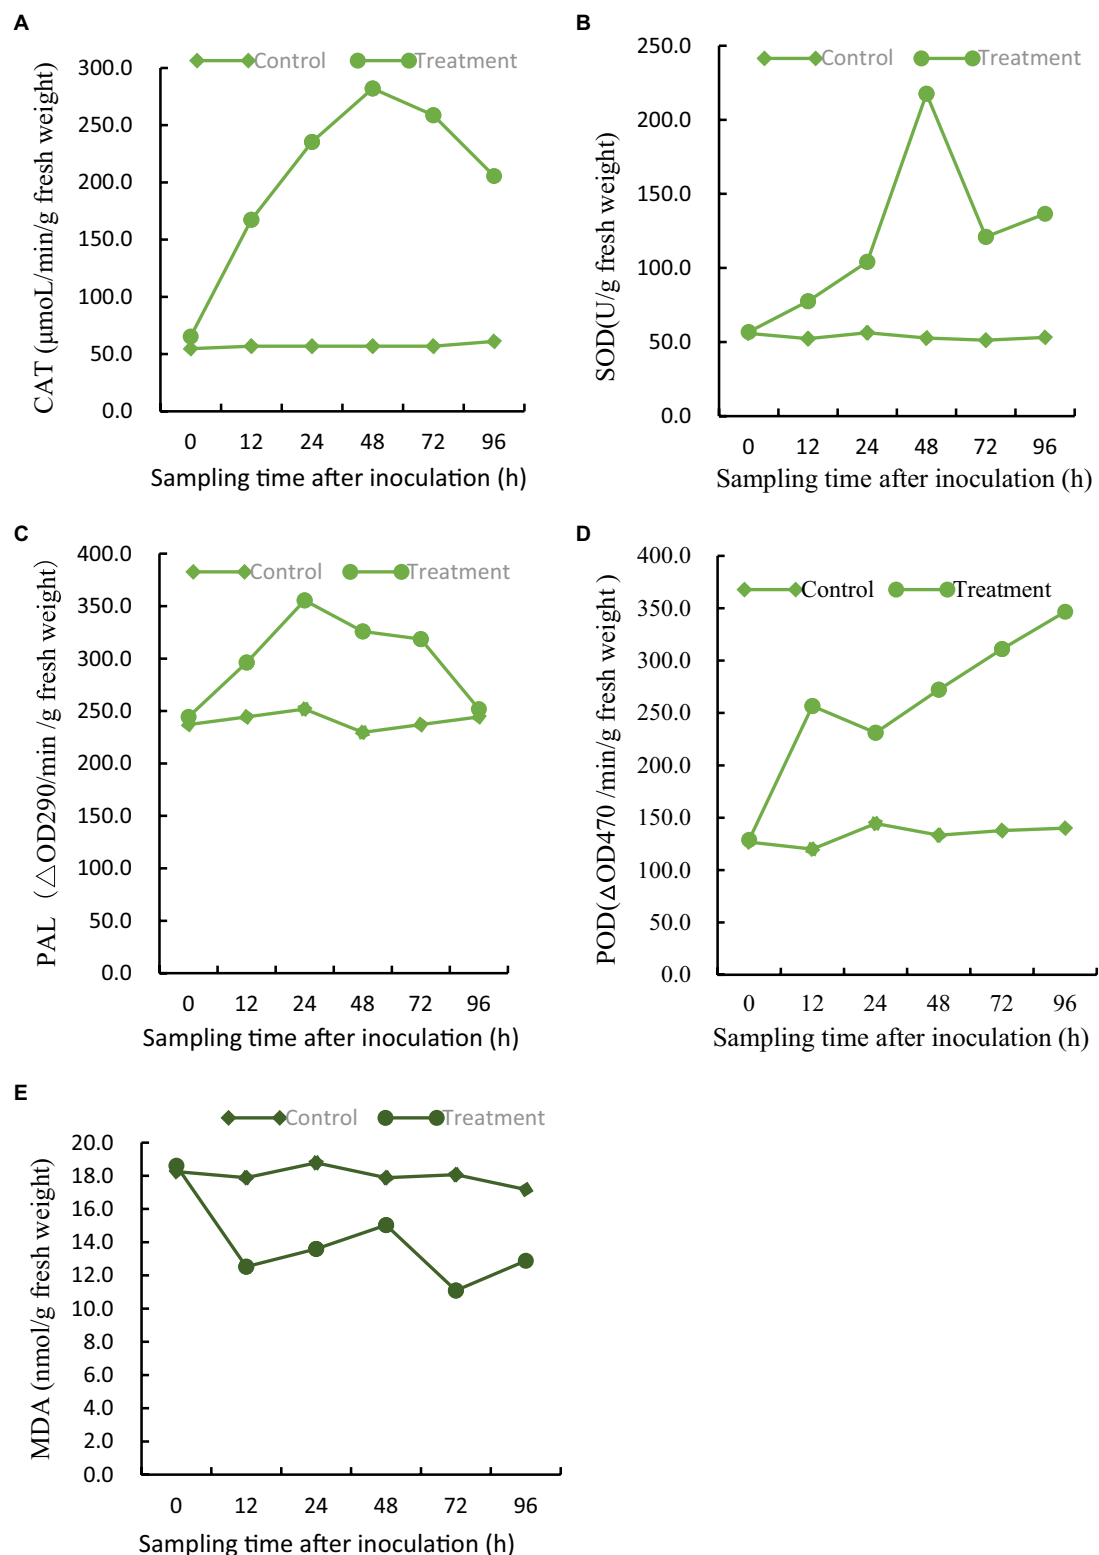 A
Control Treatment
300.0
250.0
200.0
150.0
100.0
50.0
0.0
CAT (μmoL/min/g fresh weight)
0 12 24 48 72 96
Sampling time after inoculation (h)
B
Control Treatment
250.0
200.0
150.0
100.0
50.0
0.0
SOD(U/g fresh weight)
0 12 24 48 72 96
Sampling time after inoculation (h)
C
Control Treatment
400.0
350.0
300.0
250.0
200.0
150.0
100.0
50.0
0.0
PAL（△OD290/min /g fresh weight)
0 12 24 48 72 96
Sampling time after inoculation (h)
D
Control Treatment
400.0
350.0
300.0
250.0
200.0
150.0
100.0
50.0
0.0
POD(△OD470 /min/g fresh weight )
0 12 24 48 72 96
Sampling time after inoculation (h)
E
Control Treatment
20.0
18.0
16.0
14.0
12.0
10.0
8.0
6.0
4.0
2.0
0.0
MDA (nmol/g fresh weight)
0 12 24 48 72 96
Sampling time after inoculation (h)